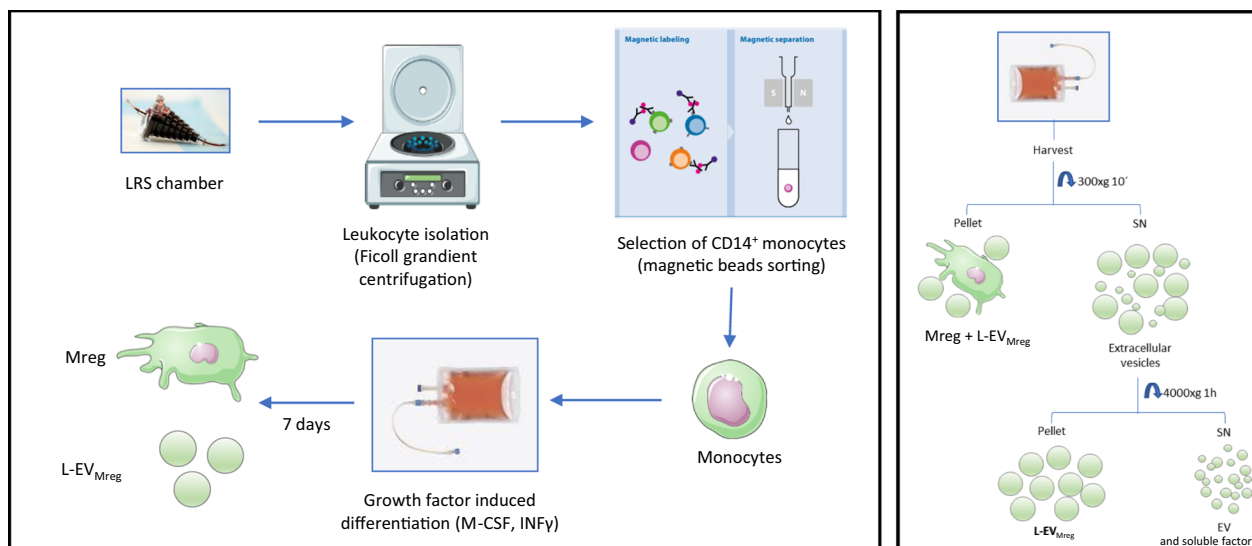 LRS chamber
Leukocyte isolation
(Ficoll grandient
centrifugation)
Magnetic labeling
Magnetic separation
S
N
Selection of CD14⁺ monocytes
(magnetic beads sorting)
Monocytes
Growth factor induced
differentiation (M-CSF, INFγ)
7 days
Mreg
L-EVMreg
Harvest
300xg 10´
Pellet
SN
Mreg + L-EVMreg
Extracellular
vesicles
4000xg 1h
Pellet
SN
L-EVMreg
EV
and soluble factor